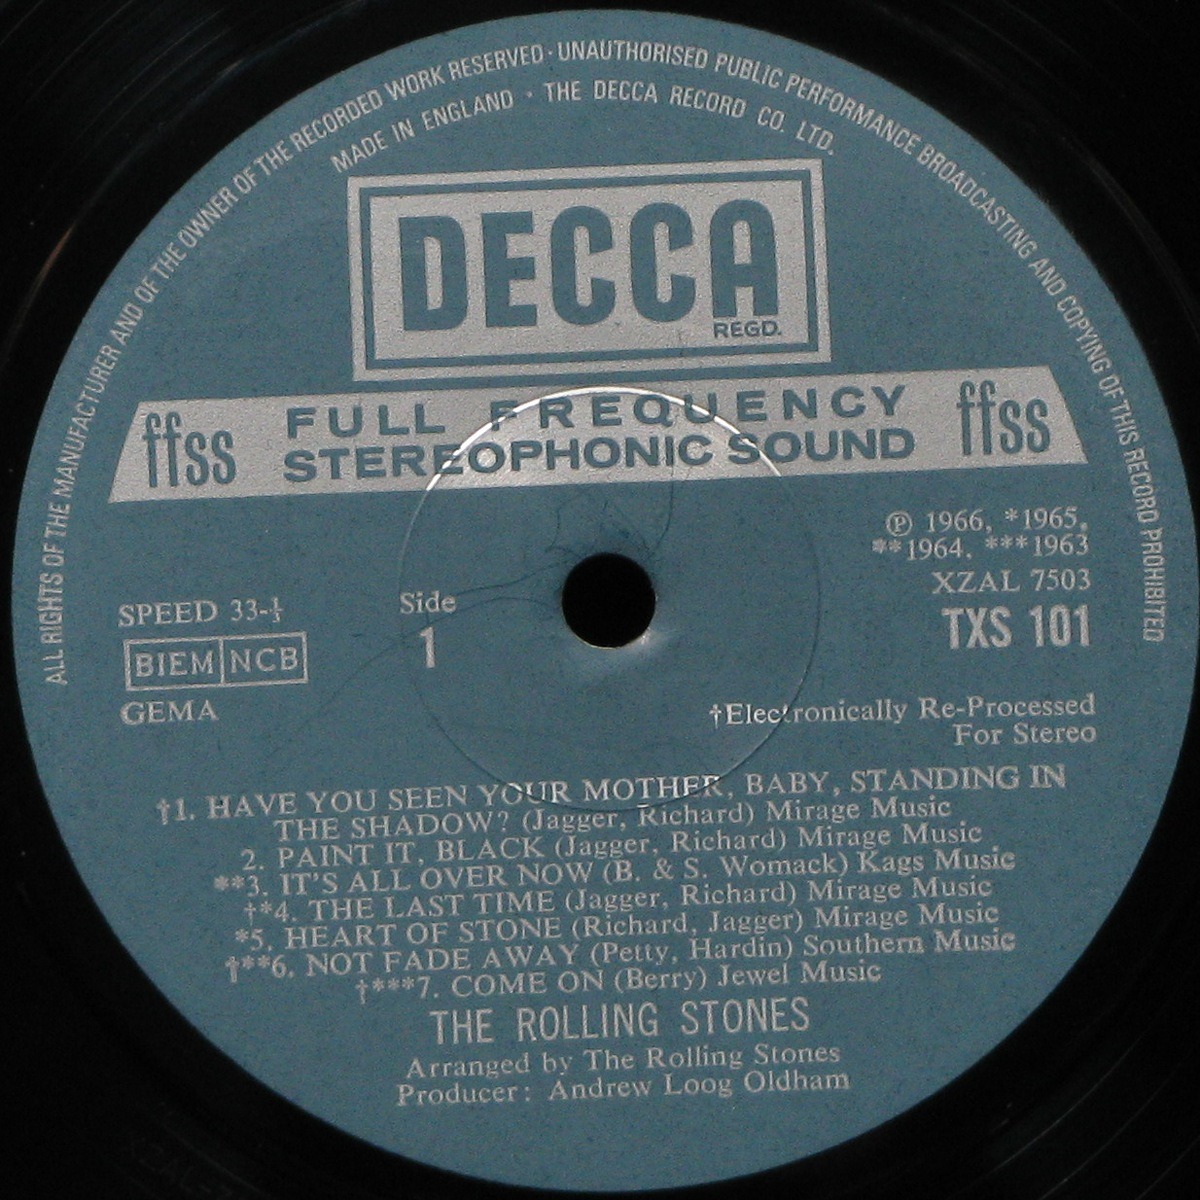 ALL RIGHTS OF THE MANUFACTURER AND OF THE OWNER OF THE RECORDED WORK RESERVED · UNAUTHORISED PUBLIC PERFORMANCE BROADCASTING AND COPYING OF THIS RECORD PROHIBITED
MADE IN ENGLAND · THE DECCA RECORD CO. LTD.
DECCA
REGD.
ffss FULL FREQUENCY ffss
STEREOPHONIC SOUND
℗ 1966, *1965,
**1964, ***1963
XZAL 7503
TXS 101
SPEED 33-⅓
BIEM NCB
GEMA
Side
1
†Electronically Re-Processed
For Stereo
†1. HAVE YOU SEEN YOUR MOTHER, BABY, STANDING IN
THE SHADOW? (Jagger, Richard) Mirage Music
2. PAINT IT, BLACK (Jagger, Richard) Mirage Music
**3. IT'S ALL OVER NOW (B. & S. Womack) Kags Music
†*4. THE LAST TIME (Jagger, Richard) Mirage Music
*5. HEART OF STONE (Richard, Jagger) Mirage Music
†**6. NOT FADE AWAY (Petty, Hardin) Southern Music
†***7. COME ON (Berry) Jewel Music
THE ROLLING STONES
Arranged by The Rolling Stones
Producer: Andrew Loog Oldham